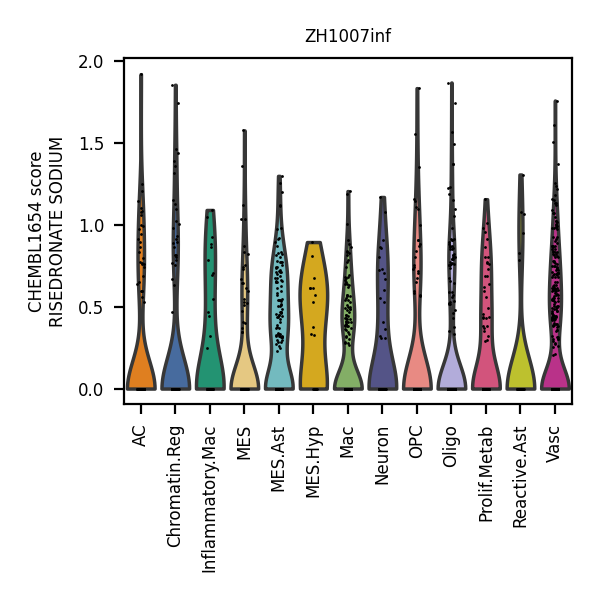 ZH1007inf
CHEMBL1654 score
RISEDRONATE SODIUM
2.0
1.5
1.0
0.5
0.0
AC
Chromatin.Reg
Inflammatory.Mac
MES
MES.Ast
MES.Hyp
Mac
Neuron
OPC
Oligo
Prolif.Metab
Reactive.Ast
Vasc